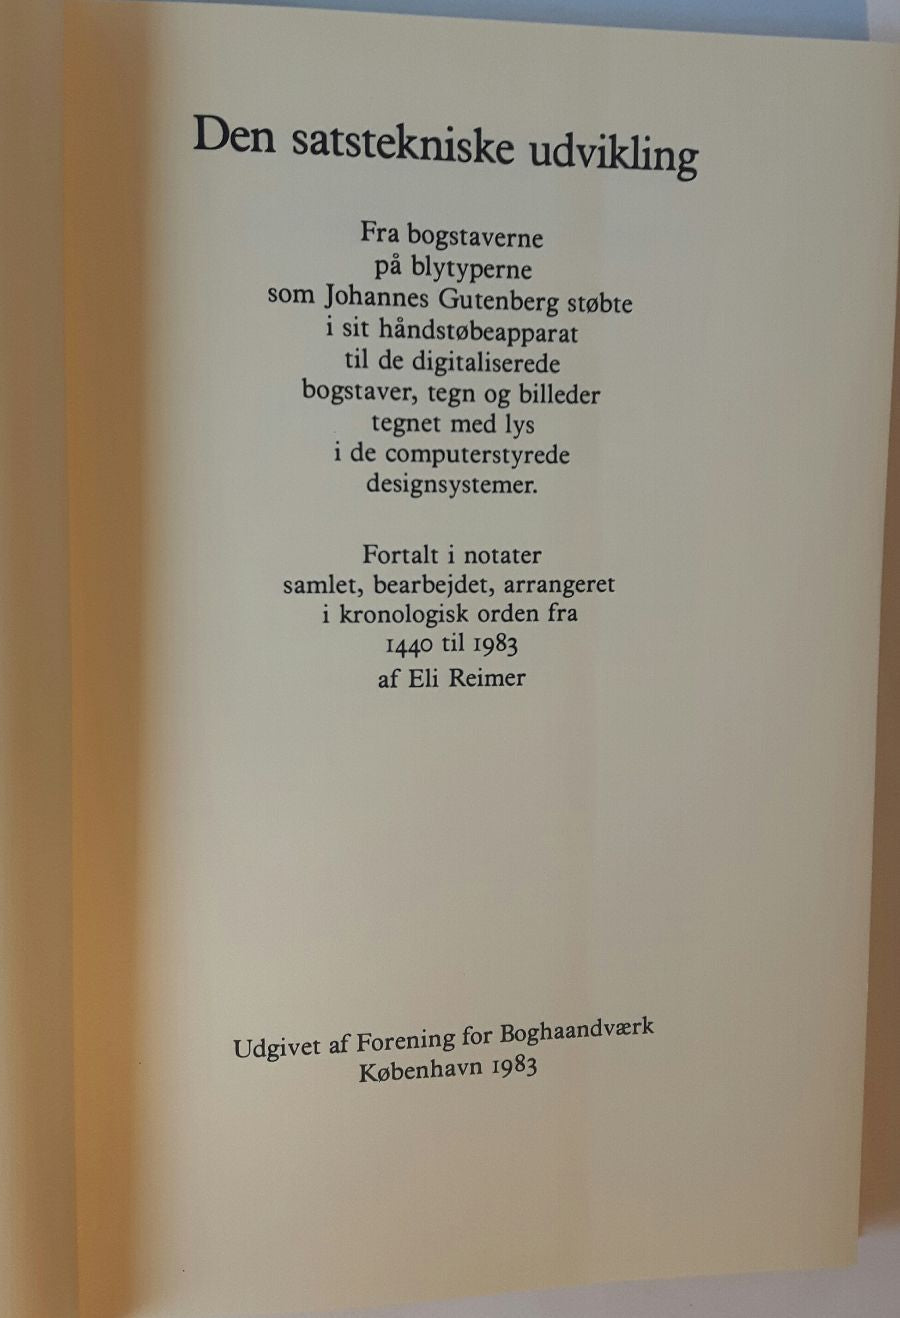 Den satstekniske udvikling
Fra bogstaverne
på blytyperne
som Johannes Gutenberg støbte
i sit håndstøbeapparat
til de digitaliserede
bogstaver, tegn og billeder
tegnet med lys
i de computerstyrede
designsystemer.
Fortalt i notater
samlet, bearbejdet, arrangeret
i kronologisk orden fra
1440 til 1983
af Eli Reimer
Udgivet af Forening for Boghaandværk
København 1983